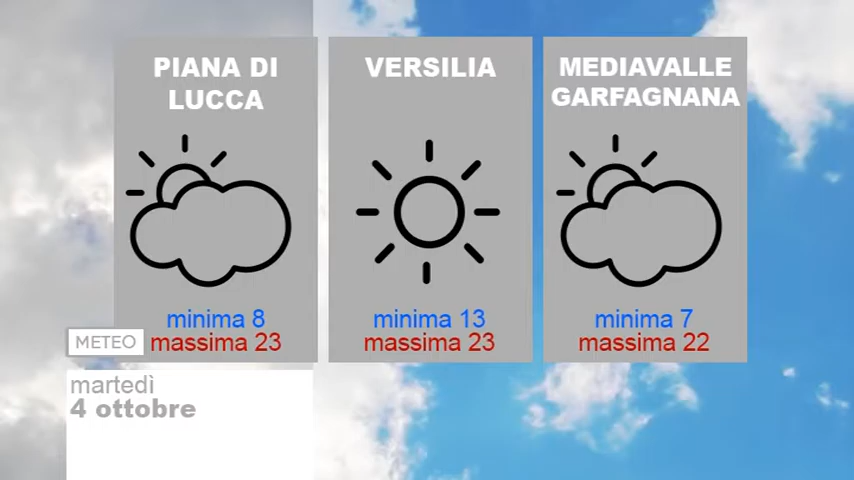 PIANA DI
LUCCA
minima 8
massima 23
VERSILIA
minima 13
massima 23
MEDIAVALLE
GARFAGNANA
minima 7
massima 22
METEO
martedì
4 ottobre